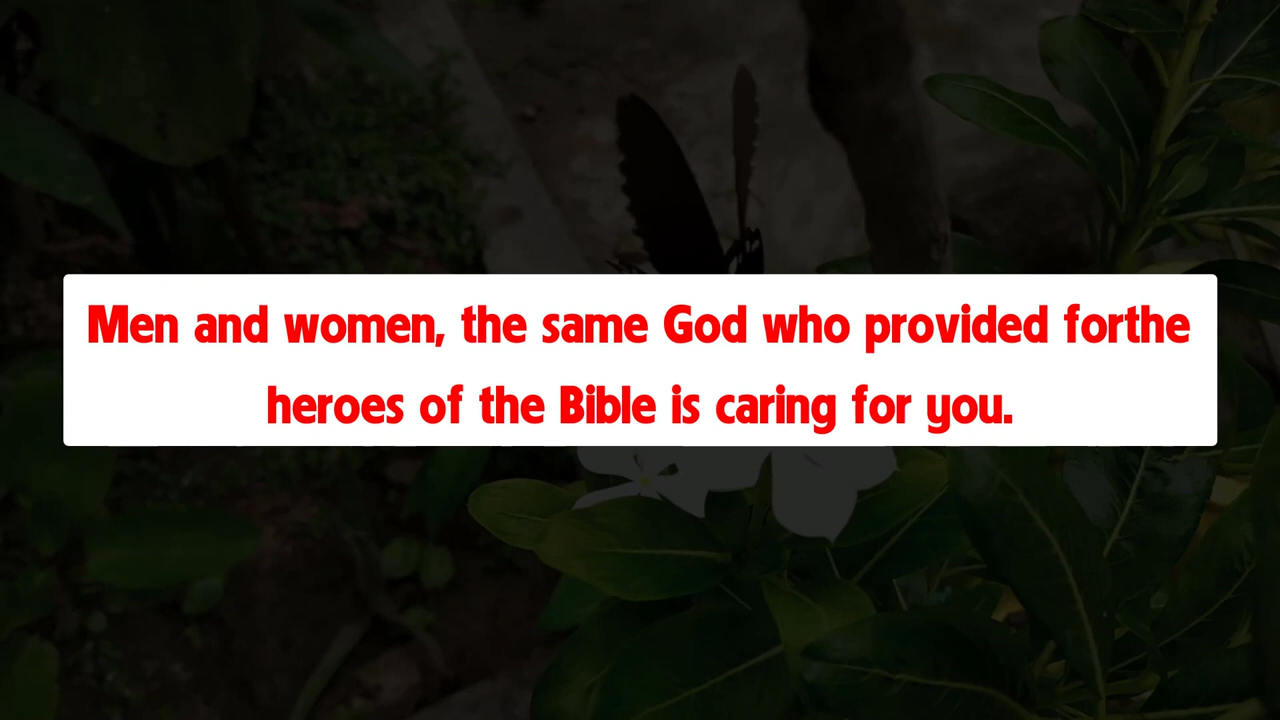 Men and women, the same God who provided forthe
heroes of the Bible is caring for you.